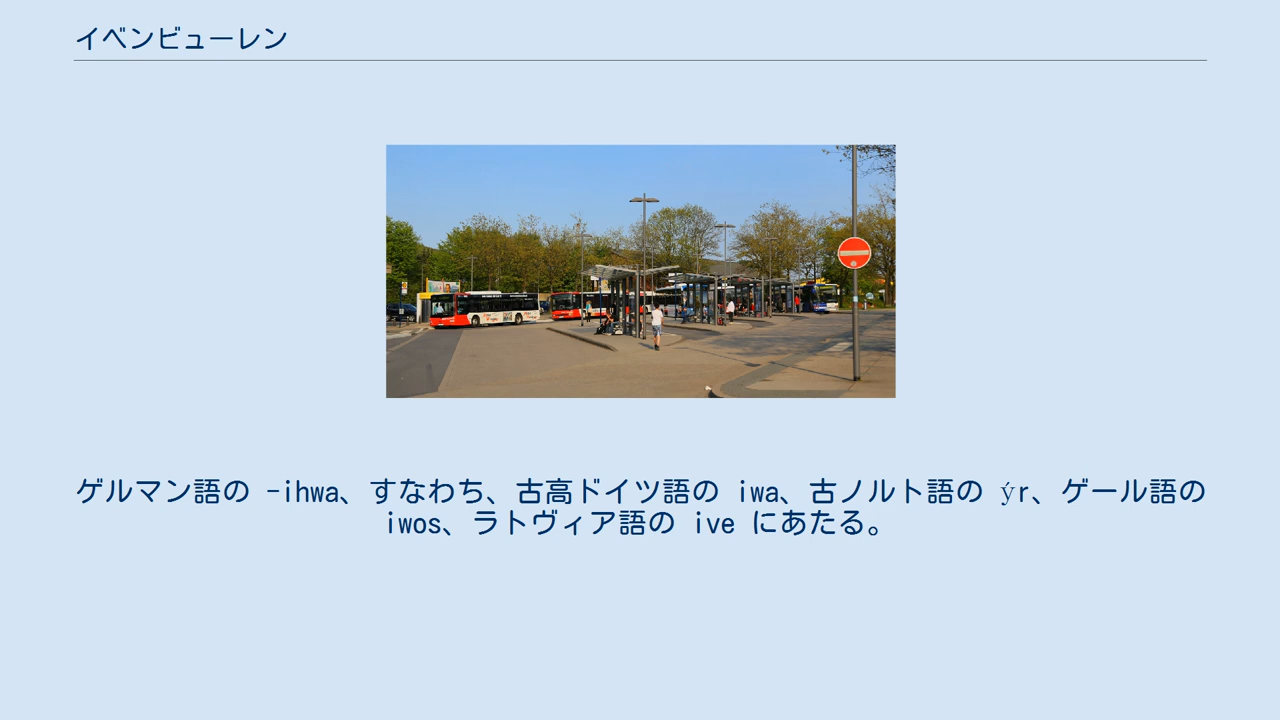 イベンビューレン
ゲルマン語の -ihwa、すなわち、古高ドイツ語の iwa、古ノルト語の ýr、ゲール語の
iwos、ラトヴィア語の ive にあたる。